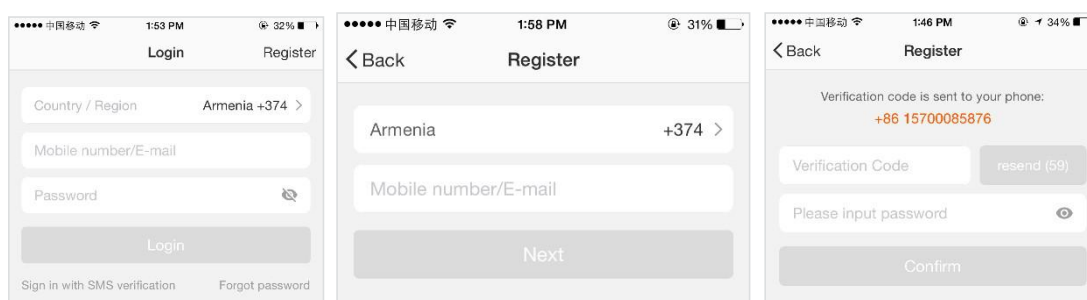 中国移动 1:53 PM 32%
Login Register
Country / Region Armenia +374 >
Mobile number/E-mail
Password
Login
Sign in with SMS verification Forgot password
中国移动 1:58 PM 31%
Back Register
Armenia +374 >
Mobile number/E-mail
Next
中国移动 1:46 PM 34%
Back Register
Verification code is sent to your phone:
+86 15700085876
Verification Code resend (59)
Please input password
Confirm